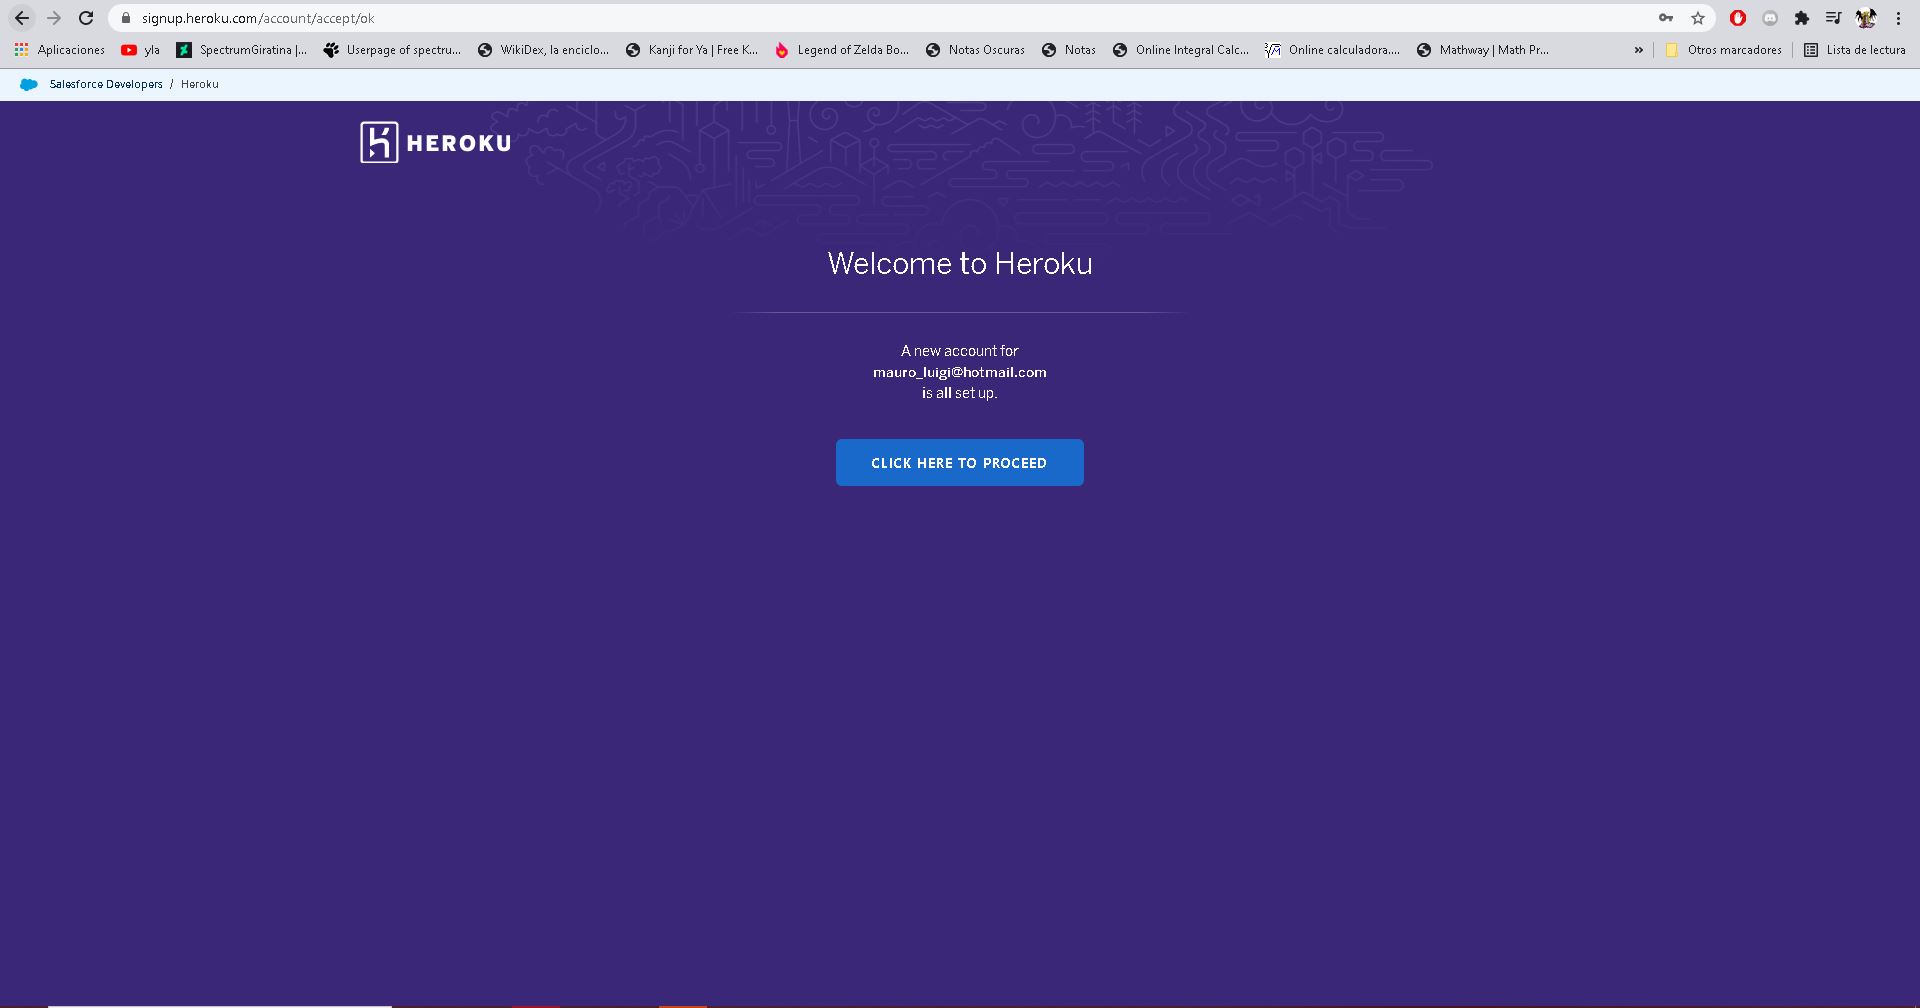 signup.heroku.com/account/accept/ok
Aplicaciones yla SpectrumGiratina |... Userpage of spectru... WikiDex, la enciclo... Kanji for Ya | Free K... Legend of Zelda Bo... Notas Oscuras Notas Online Integral Calc... Online calculadora.... Mathway | Math Pr... » Otros marcadores Lista de lectura
Salesforce Developers / Heroku
HEROKU
Welcome to Heroku
A new account for
mauro_luigi@hotmail.com
is all set up.
CLICK HERE TO PROCEED